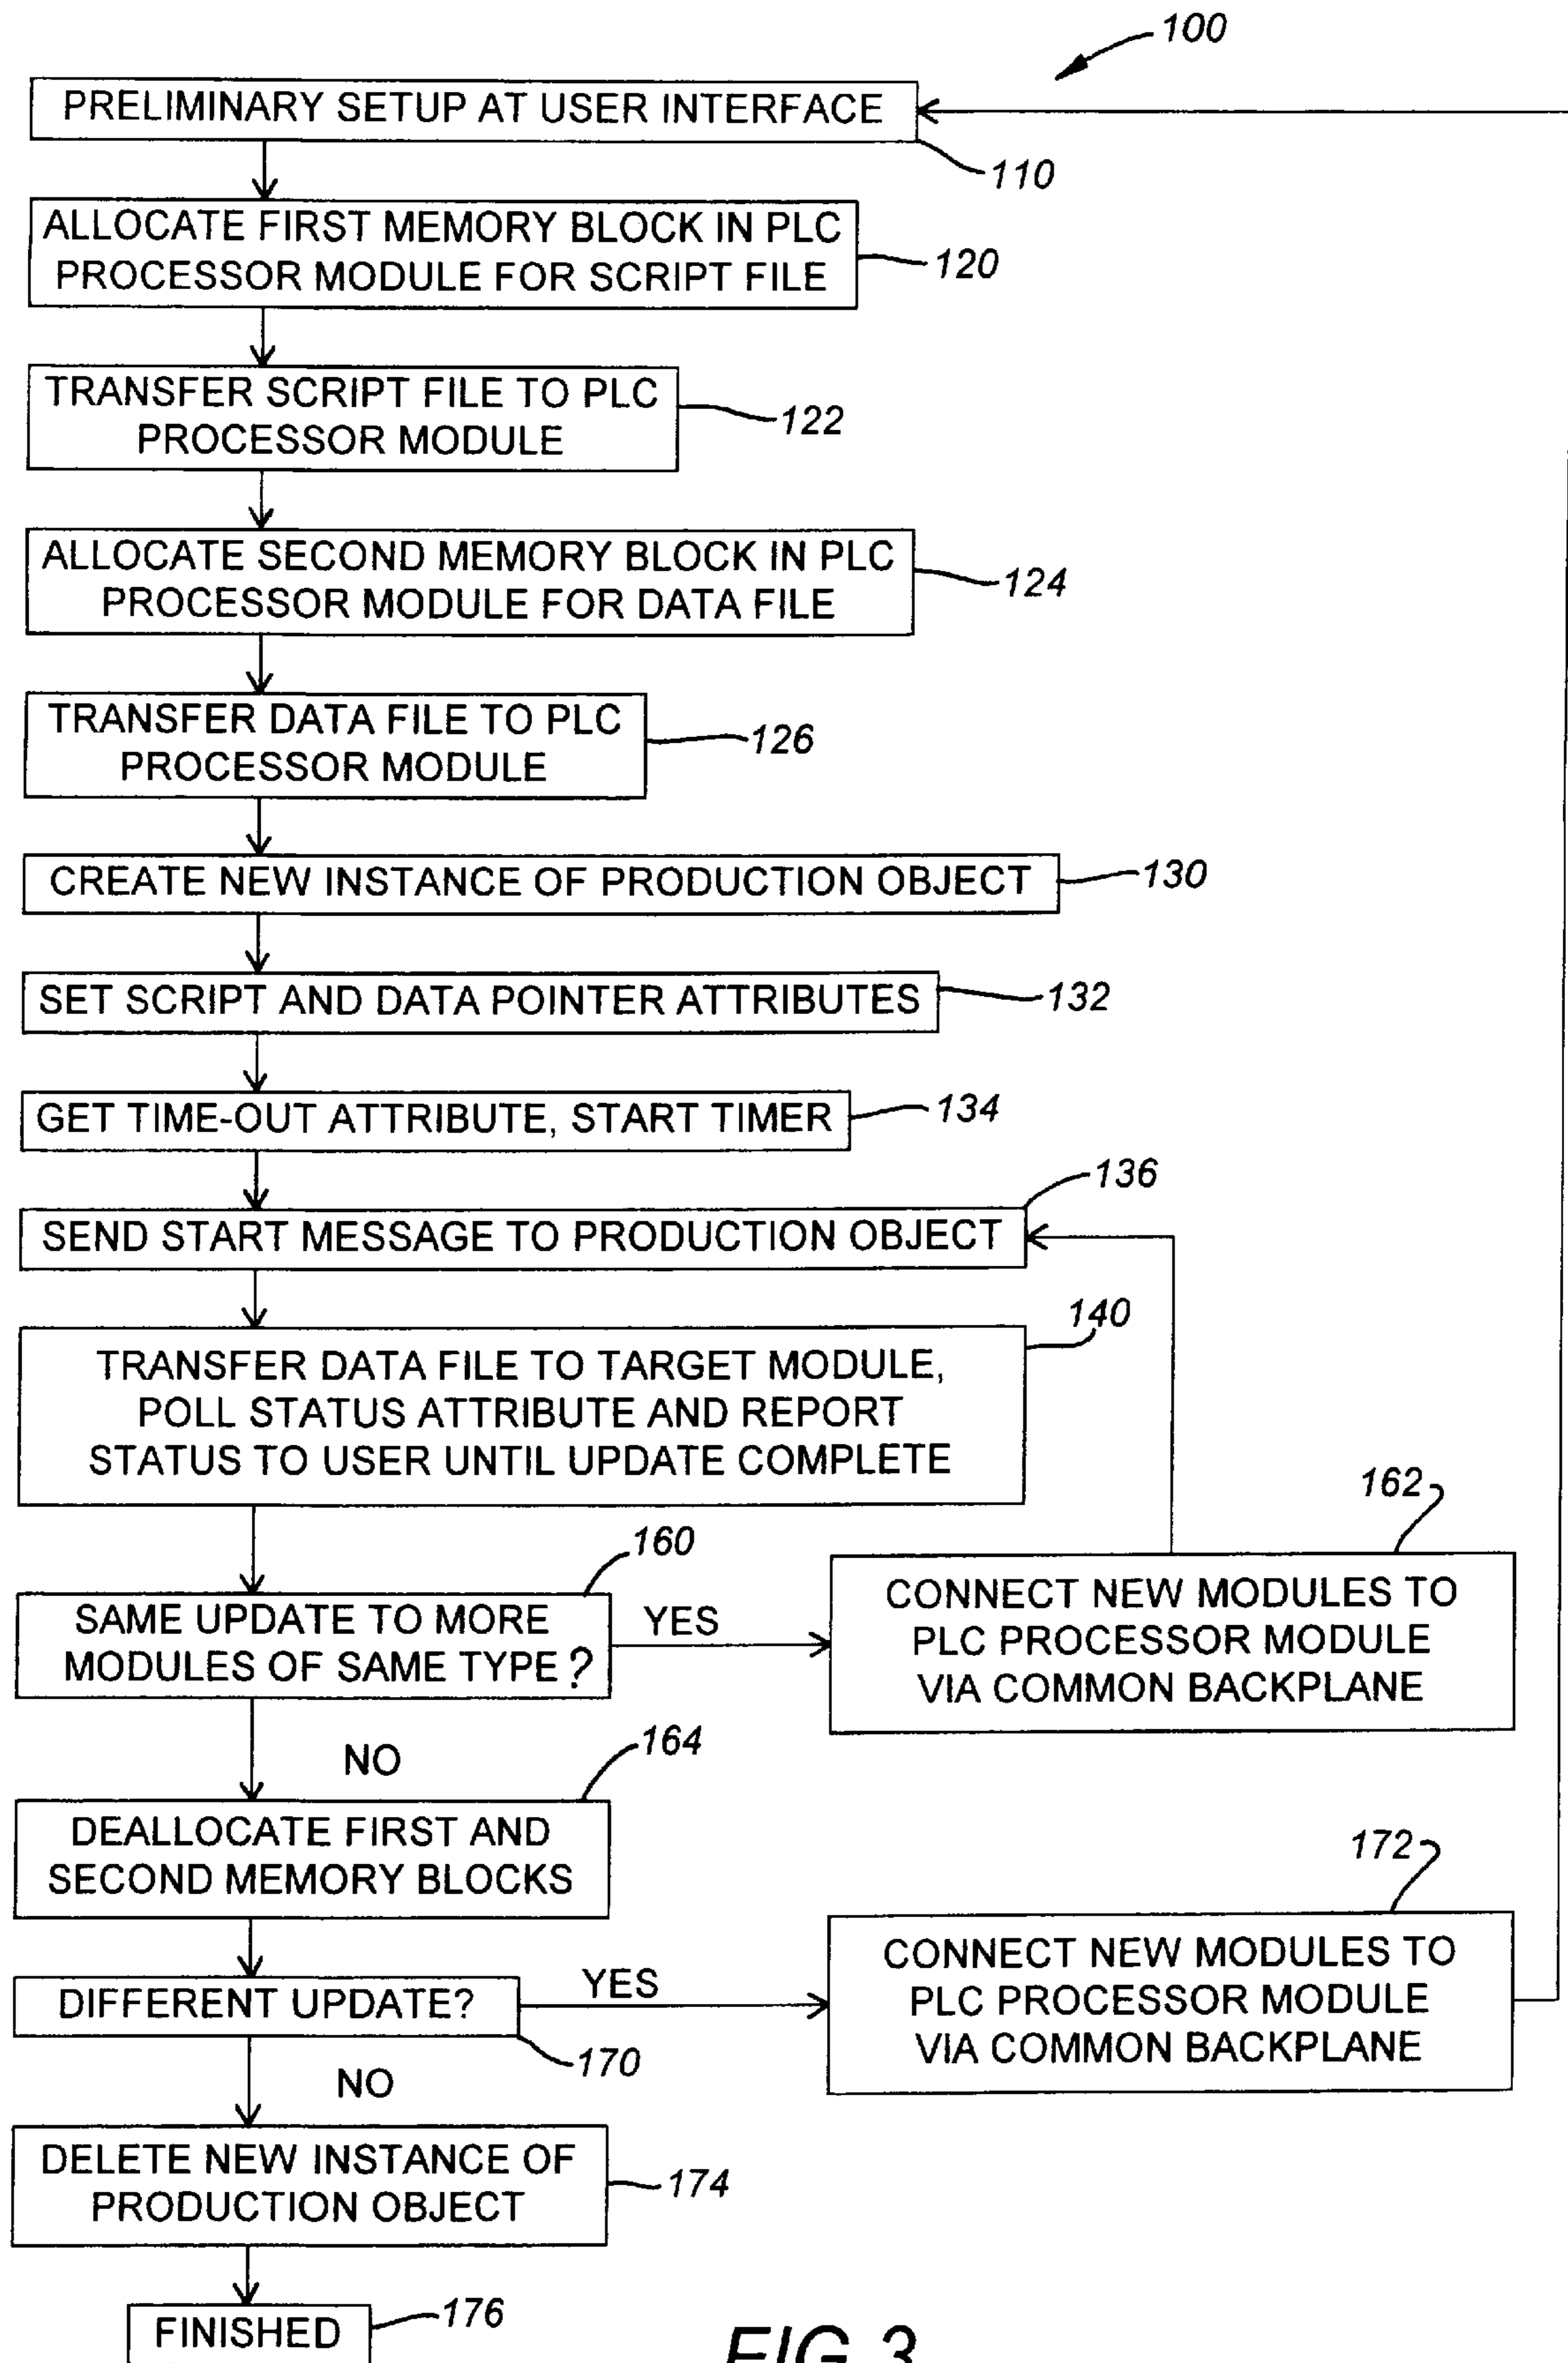 100
PRELIMINARY SETUP AT USER INTERFACE
110
ALLOCATE FIRST MEMORY BLOCK IN PLC
PROCESSOR MODULE FOR SCRIPT FILE
120
TRANSFER SCRIPT FILE TO PLC
PROCESSOR MODULE
122
ALLOCATE SECOND MEMORY BLOCK IN PLC
PROCESSOR MODULE FOR DATA FILE
124
TRANSFER DATA FILE TO PLC
PROCESSOR MODULE
126
CREATE NEW INSTANCE OF PRODUCTION OBJECT
130
SET SCRIPT AND DATA POINTER ATTRIBUTES
132
GET TIME-OUT ATTRIBUTE, START TIMER
134
136
SEND START MESSAGE TO PRODUCTION OBJECT
140
TRANSFER DATA FILE TO TARGET MODULE,
POLL STATUS ATTRIBUTE AND REPORT
STATUS TO USER UNTIL UPDATE COMPLETE
160
SAME UPDATE TO MORE
MODULES OF SAME TYPE?
YES
162
CONNECT NEW MODULES TO
PLC PROCESSOR MODULE
VIA COMMON BACKPLANE
NO
164
DEALLOCATE FIRST AND
SECOND MEMORY BLOCKS
DIFFERENT UPDATE?
170
YES
172
CONNECT NEW MODULES TO
PLC PROCESSOR MODULE
VIA COMMON BACKPLANE
NO
DELETE NEW INSTANCE OF
PRODUCTION OBJECT
174
FINISHED
176
FIG.3